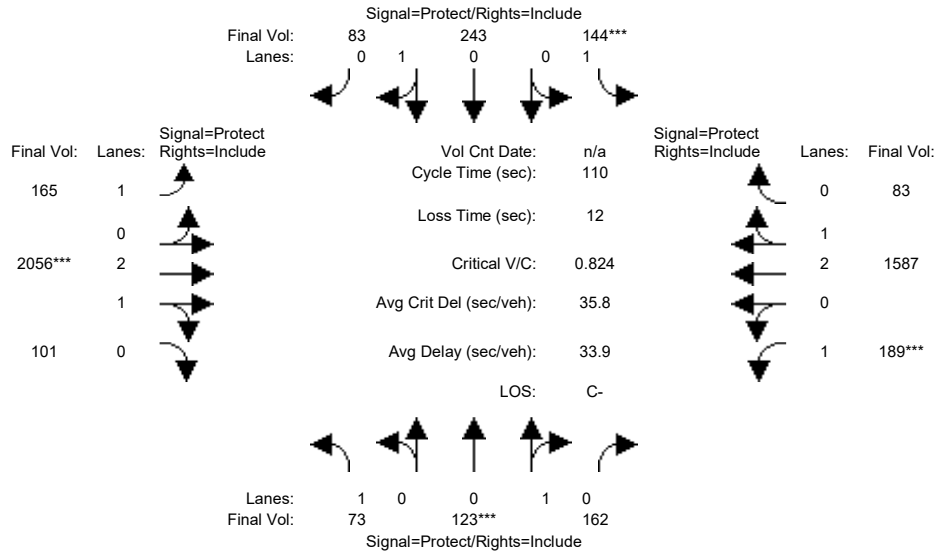 Signal=Protect/Rights=Include
Final Vol: 83 243 144***
Lanes: 0 1 0 0 1
Signal=Protect
Final Vol: Lanes: Rights=Include
Vol Cnt Date: n/a
Signal=Protect
Rights=Include Lanes: Final Vol:
Cycle Time (sec): 110
165 1
0 83
Loss Time (sec): 12
0
1
2056*** 2
Critical V/C: 0.824
2 1587
1
Avg Crit Del (sec/veh): 35.8
0
101 0
Avg Delay (sec/veh): 33.9
1 189***
LOS: C-
Lanes: 1 0 0 1 0
Final Vol: 73 123*** 162
Signal=Protect/Rights=Include